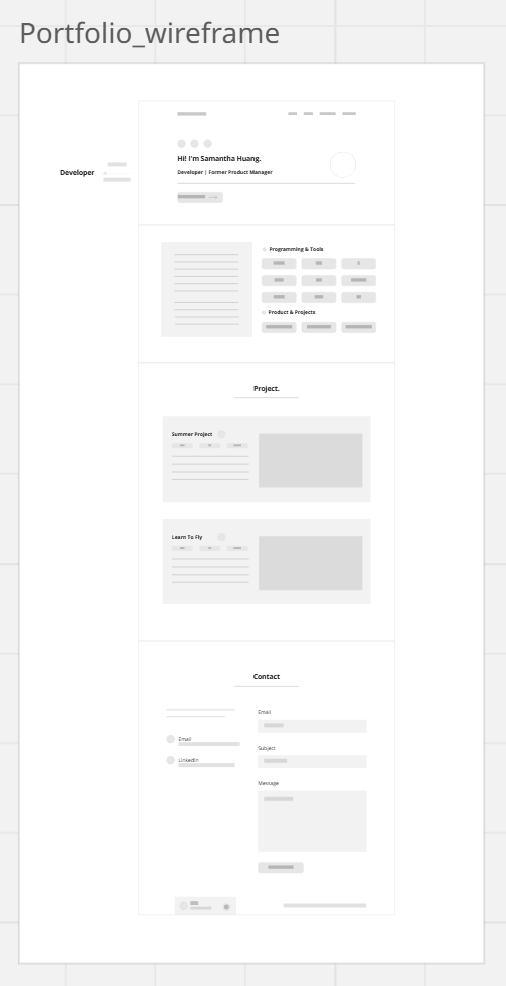 Portfolio_wireframe
Hi! I'm Samantha Huang.
Developer | Former Product Manager
Developer
Programming & Tools
Product & Projects
Project.
Summer Project
Learn To Fly
Contact
Email
Email
Subject
LinkedIn
Message